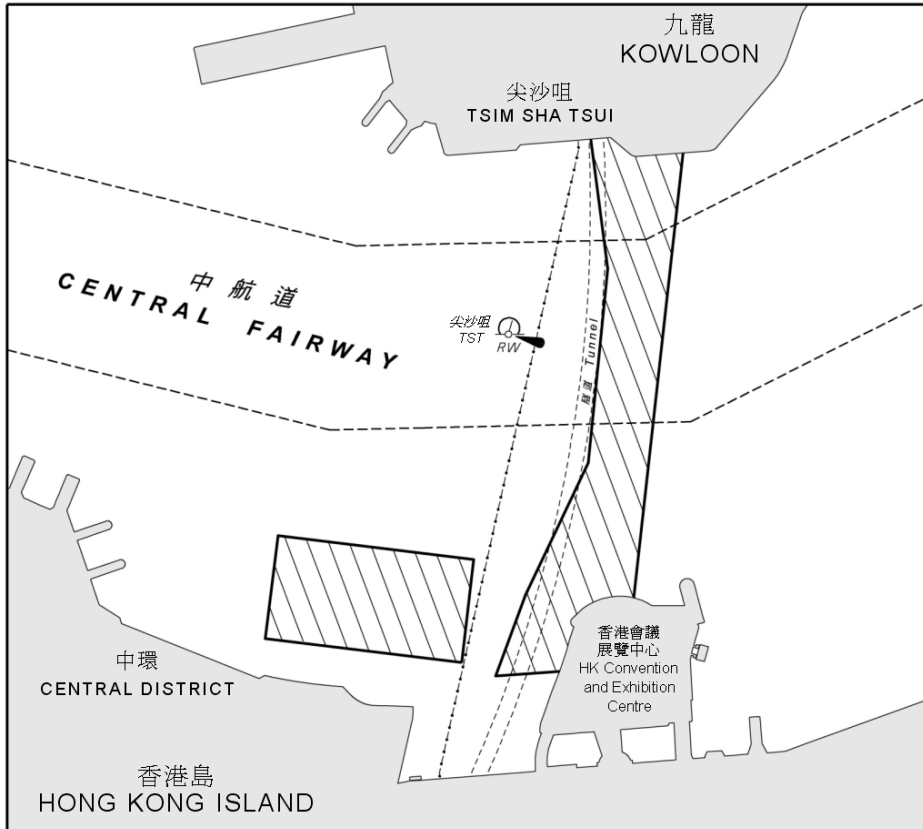 九龍
KOWLOON
尖沙咀
TSIM SHA TSUI
中航道
CENTRAL FAIRWAY
尖沙咀
TST
RW
隧道 Tunnel
香港會議
展覽中心
HK Convention
and Exhibition
Centre
中環
CENTRAL DISTRICT
香港島
HONG KONG ISLAND